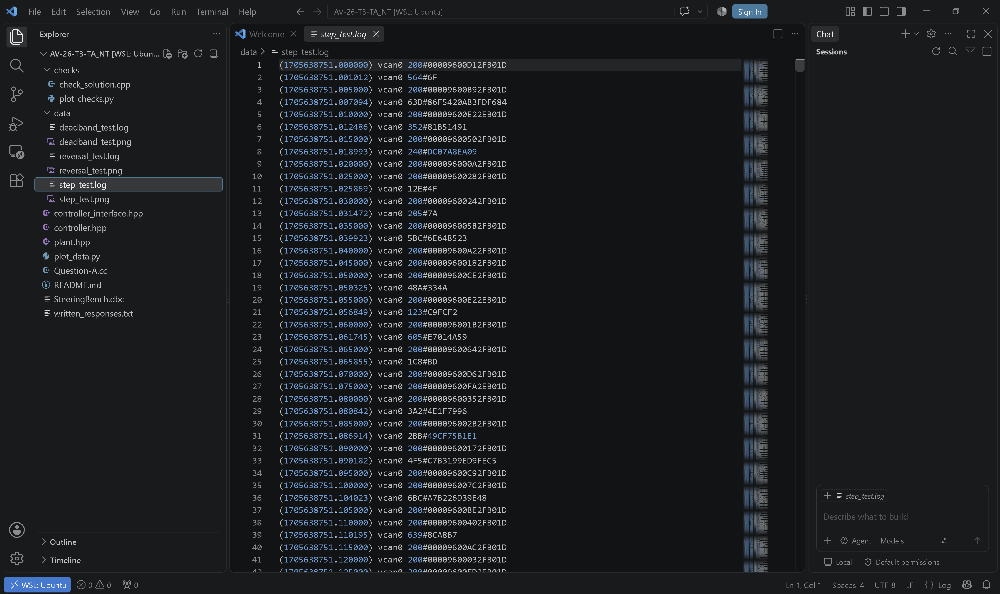 File Edit Selection View Go Run Terminal Help
AV-26-T3-TA_NT [WSL: Ubuntu]
Sign In
Explorer
AV-26-T3-TA_NT [WSL: Ubun...
checks
check_solution.cpp
plot_checks.py
data
deadband_test.log
deadband_test.png
reversal_test.log
reversal_test.png
step_test.log
step_test.png
controller_interface.hpp
controller.hpp
plant.hpp
plot_data.py
Question-A.cc
README.md
SteeringBench.dbc
written_responses.txt
Outline
Timeline
Welcome
step_test.log
data > step_test.log
1 (1705638751.000000) vcan0 200#00009600D12FB01D
2 (1705638751.001012) vcan0 564#6F
3 (1705638751.005000) vcan0 200#00009600B92FB01D
4 (1705638751.007094) vcan0 63D#86F5420AB3FDF684
5 (1705638751.010000) vcan0 200#00009600E22EB01D
6 (1705638751.012486) vcan0 352#81B51491
7 (1705638751.015000) vcan0 200#00009600502FB01D
8 (1705638751.018993) vcan0 240#DC07A8EA09
9 (1705638751.020000) vcan0 200#000096000A2FB01D
10 (1705638751.025000) vcan0 200#00009600282FB01D
11 (1705638751.025869) vcan0 12E#4F
12 (1705638751.030000) vcan0 200#00009600242FB01D
13 (1705638751.031472) vcan0 205#7A
14 (1705638751.035000) vcan0 200#000096005B2FB01D
15 (1705638751.039923) vcan0 5BC#6E64B523
16 (1705638751.040000) vcan0 200#00009600A22FB01D
17 (1705638751.045000) vcan0 200#00009600182FB01D
18 (1705638751.050000) vcan0 200#00009600CE2FB01D
19 (1705638751.050325) vcan0 48A#334A
20 (1705638751.055000) vcan0 200#00009600E22EB01D
21 (1705638751.056849) vcan0 123#C9FCF2
22 (1705638751.060000) vcan0 200#000096001B2FB01D
23 (1705638751.061745) vcan0 605#E7014A59
24 (1705638751.065000) vcan0 200#00009600642FB01D
25 (1705638751.065855) vcan0 1C8#BD
26 (1705638751.070000) vcan0 200#00009600D62FB01D
27 (1705638751.075000) vcan0 200#00009600FA2EB01D
28 (1705638751.080000) vcan0 200#00009600352FB01D
29 (1705638751.080842) vcan0 3A2#4E1F7996
30 (1705638751.085000) vcan0 200#000096002B2FB01D
31 (1705638751.086914) vcan0 2BB#49CF75B1E1
32 (1705638751.090000) vcan0 200#00009600172FB01D
33 (1705638751.090182) vcan0 4F5#C7B3199ED9FEC5
34 (1705638751.095000) vcan0 200#00009600C92FB01D
35 (1705638751.100000) vcan0 200#000096007C2FB01D
36 (1705638751.104023) vcan0 6BC#A7B226D39E48
37 (1705638751.105000) vcan0 200#00009600BE2FB01D
38 (1705638751.110000) vcan0 200#00009600402FB01D
39 (1705638751.110195) vcan0 639#8CA8B7
40 (1705638751.115000) vcan0 200#00009600AC2FB01D
41 (1705638751.120000) vcan0 200#00009600032FB01D
Chat
Sessions
step_test.log
Describe what to build
Agent Models
Local Default permissions
WSL: Ubuntu 0 0 0
Ln 1, Col 1 Spaces: 4 UTF-8 LF {} Log